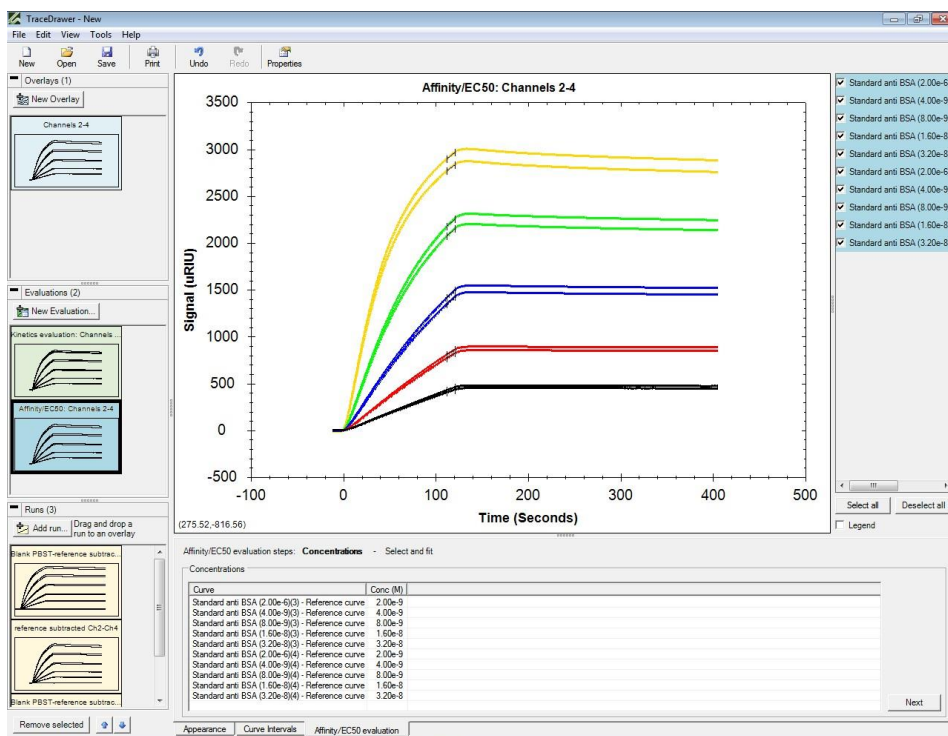 TraceDrawer - New
File Edit View Tools Help
New Open Save Print Undo Redo Properties
Overlays (1)
New Overlay
Channels 2-4
Evaluations (2)
New Evaluation...
Kinetics evaluation: Channels ...
Affinity/EC50: Channels 2-4
Runs (3)
Add run... Drag and drop a
run to an overlay
Blank PBST-reference subtrac...
reference subtracted Ch2-Ch4
Blank PBST-reference subtrac...
Remove selected
Affinity/EC50: Channels 2-4
3500
3000
2500
2000
1500
1000
500
0
-500
Signal (uRIU)
-100 0 100 200 300 400 500
Time (Seconds)
(275.52,-816.56)
Standard anti BSA (2.00e-6
Standard anti BSA (4.00e-9
Standard anti BSA (8.00e-9
Standard anti BSA (1.60e-8
Standard anti BSA (3.20e-8
Standard anti BSA (2.00e-6
Standard anti BSA (4.00e-9
Standard anti BSA (8.00e-9
Standard anti BSA (1.60e-8
Standard anti BSA (3.20e-8
Select all Deselect all
Legend
Affinity/EC50 evaluation steps: Concentrations - Select and fit
Concentrations
Curve Conc (M)
Standard anti BSA (2.00e-6)(3) - Reference curve 2.00e-9
Standard anti BSA (4.00e-9)(3) - Reference curve 4.00e-9
Standard anti BSA (8.00e-9)(3) - Reference curve 8.00e-9
Standard anti BSA (1.60e-8)(3) - Reference curve 1.60e-8
Standard anti BSA (3.20e-8)(3) - Reference curve 3.20e-8
Standard anti BSA (2.00e-6)(4) - Reference curve 2.00e-9
Standard anti BSA (4.00e-9)(4) - Reference curve 4.00e-9
Standard anti BSA (8.00e-9)(4) - Reference curve 8.00e-9
Standard anti BSA (1.60e-8)(4) - Reference curve 1.60e-8
Standard anti BSA (3.20e-8)(4) - Reference curve 3.20e-8
Next
Appearance Curve Intervals Affinity/EC50 evaluation